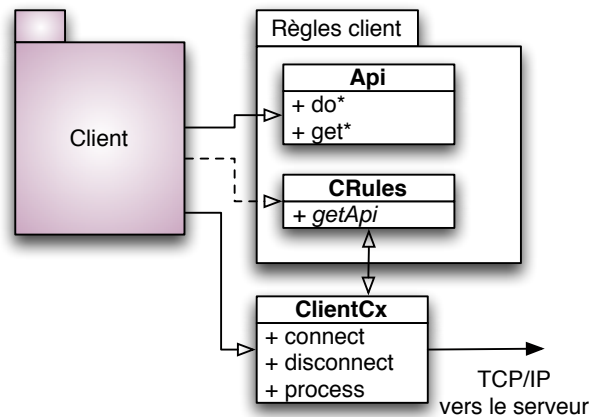 Règles client
Api
+ do*
+ get*
Client
CRules
+ getApi
ClientCx
+ connect
+ disconnect
+ process
TCP/IP
vers le serveur